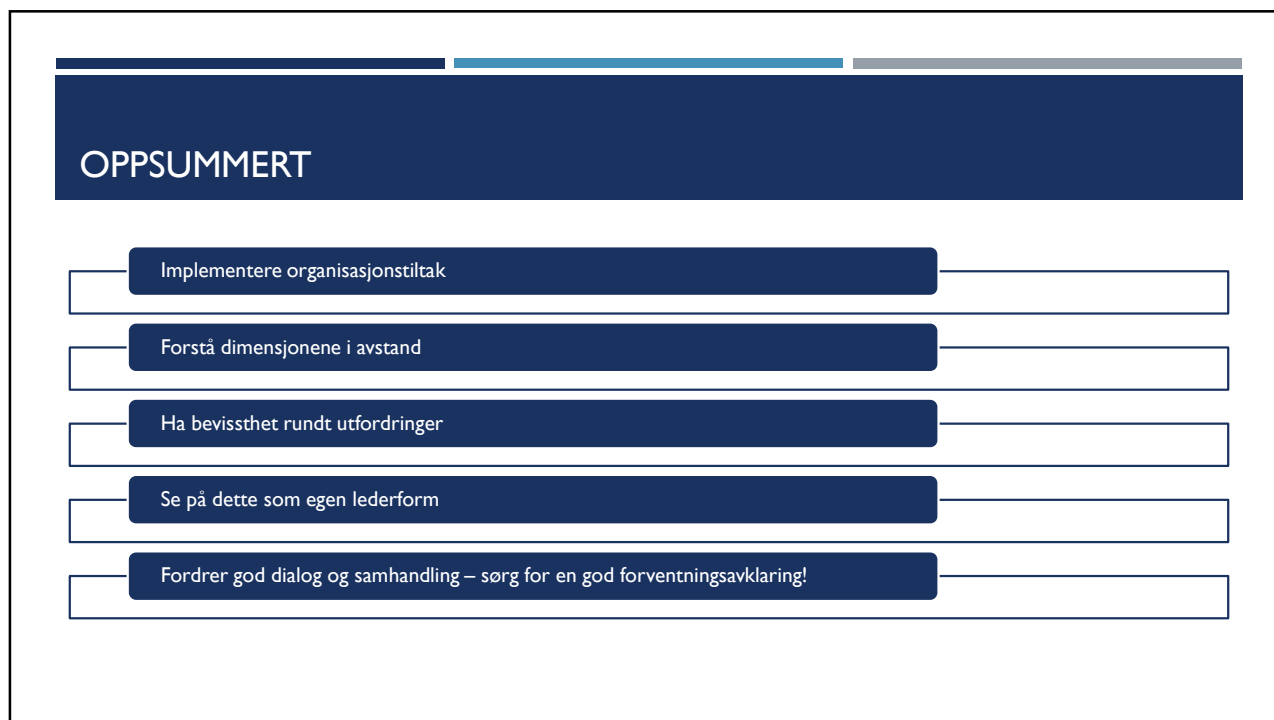 OPPSUMMERT
Implementere organisasjonstiltak
Forstå dimensjonene i avstand
Ha bevissthet rundt utfordringer
Se på dette som egen lederform
Fordrer god dialog og samhandling – sørg for en god forventningsavklaring!